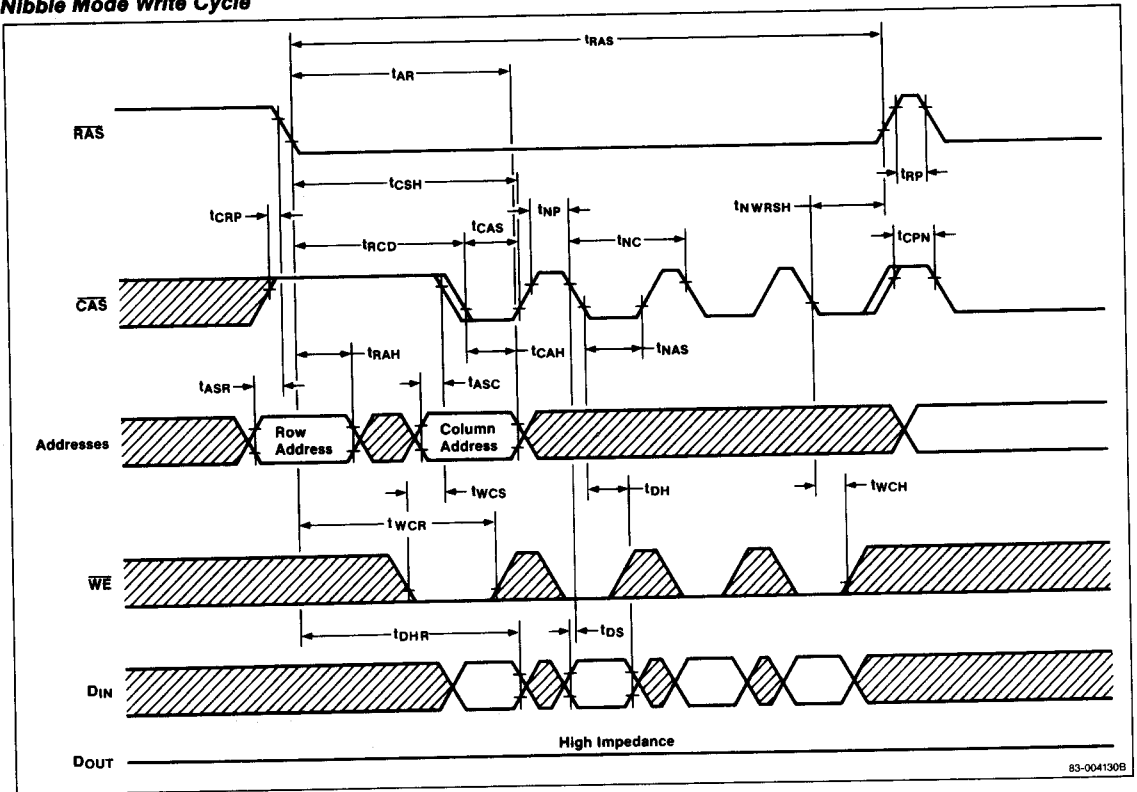 Nibble Mode Write Cycle
tRAS
tAR
RAS
tCSH
tRP
tCRP
tNP
tNWRSH
tCAS
tRCD
tNC
tCPN
CAS
tRAH
tCAH
tNAS
tASR
tASC
Addresses
Row Address
Column Address
tWCS
tDH
tWCH
tWCR
WE
tDHR
tDS
DIN
High Impedance
DOUT
83-004130B